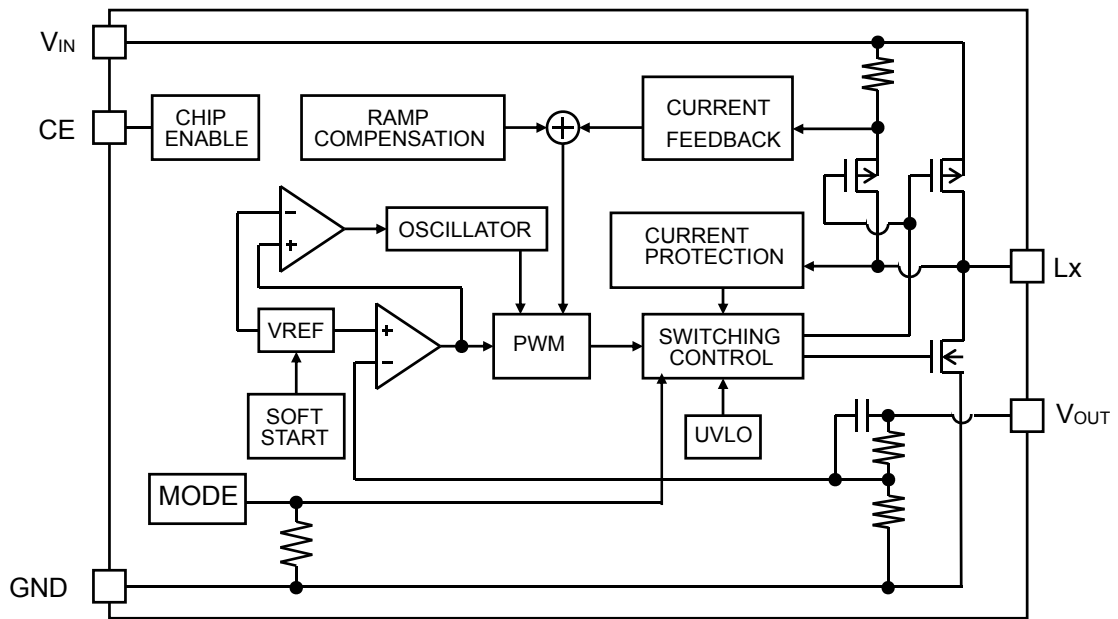 VIN
CE
CHIP
ENABLE
RAMP
COMPENSATION
+
CURRENT
FEEDBACK
−
+
OSCILLATOR
CURRENT
PROTECTION
Lx
VREF
+
−
PWM
SWITCHING
CONTROL
SOFT
START
UVLO
VOUT
MODE
GND